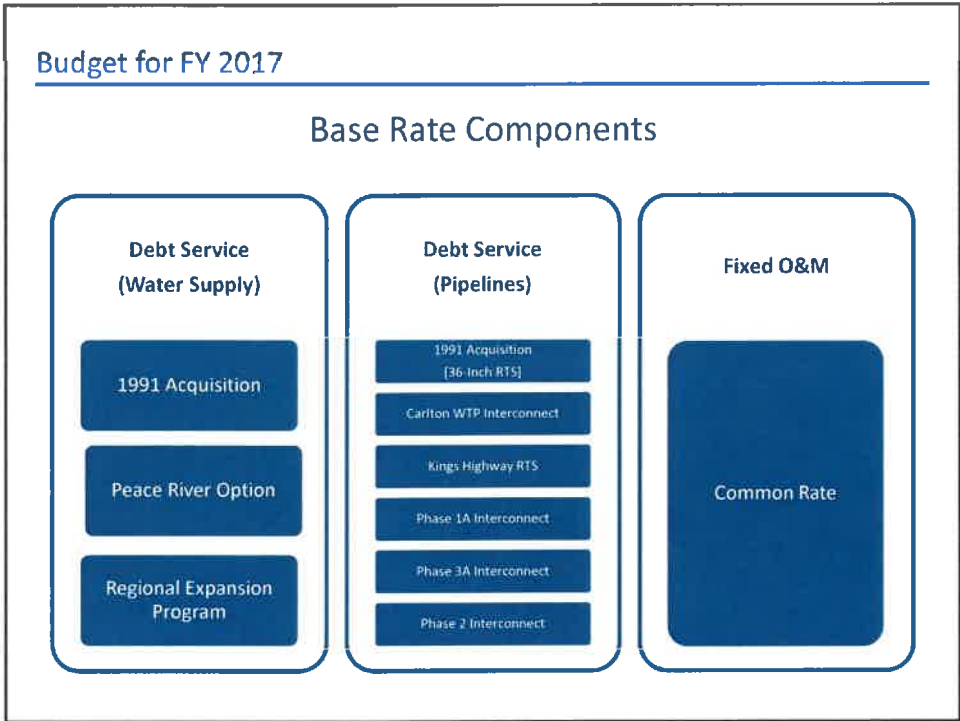 Budget for FY 2017
Base Rate Components
Debt Service
(Water Supply)
1991 Acquisition
Peace River Option
Regional Expansion
Program
Debt Service
(Pipelines)
1991 Acquisition
[36-Inch RTS]
Carlton WTP Interconnect
Kings Highway RTS
Phase 1A Interconnect
Phase 3A Interconnect
Phase 2 Interconnect
Fixed O&M
Common Rate